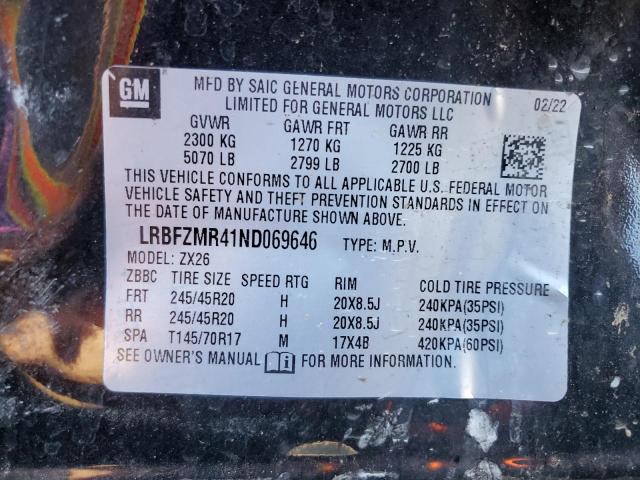 GM
MFD BY SAIC GENERAL MOTORS CORPORATION 02/22
LIMITED FOR GENERAL MOTORS LLC
GVWR GAWR FRT GAWR RR
2300 KG 1270 KG 1225 KG
5070 LB 2799 LB 2700 LB
THIS VEHICLE CONFORMS TO ALL APPLICABLE U.S. FEDERAL MOTOR
VEHICLE SAFETY AND THEFT PREVENTION STANDARDS IN EFFECT ON
THE DATE OF MANUFACTURE SHOWN ABOVE.
LRBFZMR41ND069646 TYPE: M.P.V.
MODEL: ZX26
ZBBC TIRE SIZE SPEED RTG RIM COLD TIRE PRESSURE
FRT 245/45R20 H 20X8.5J 240KPA(35PSI)
RR 245/45R20 H 20X8.5J 240KPA(35PSI)
SPA T145/70R17 M 17X4B 420KPA(60PSI)
SEE OWNER'S MANUAL i FOR MORE INFORMATION.